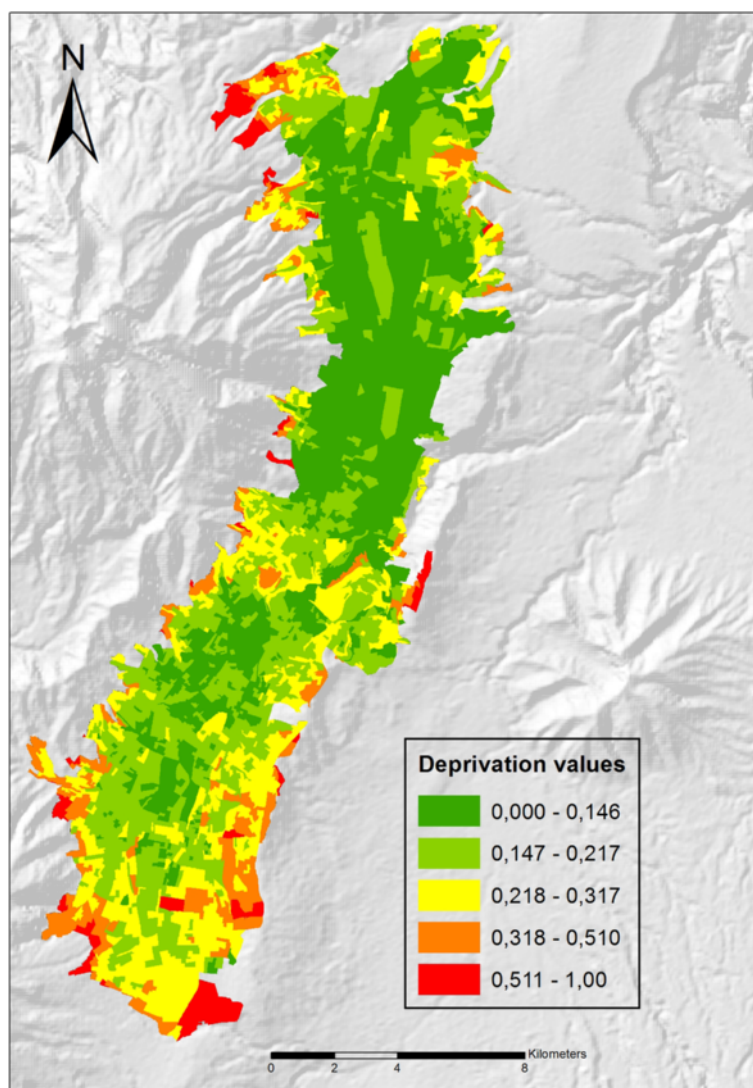 N
Deprivation values
0,000 - 0,146
0,147 - 0,217
0,218 - 0,317
0,318 - 0,510
0,511 - 1,00
Kilometers
0 2 4 8